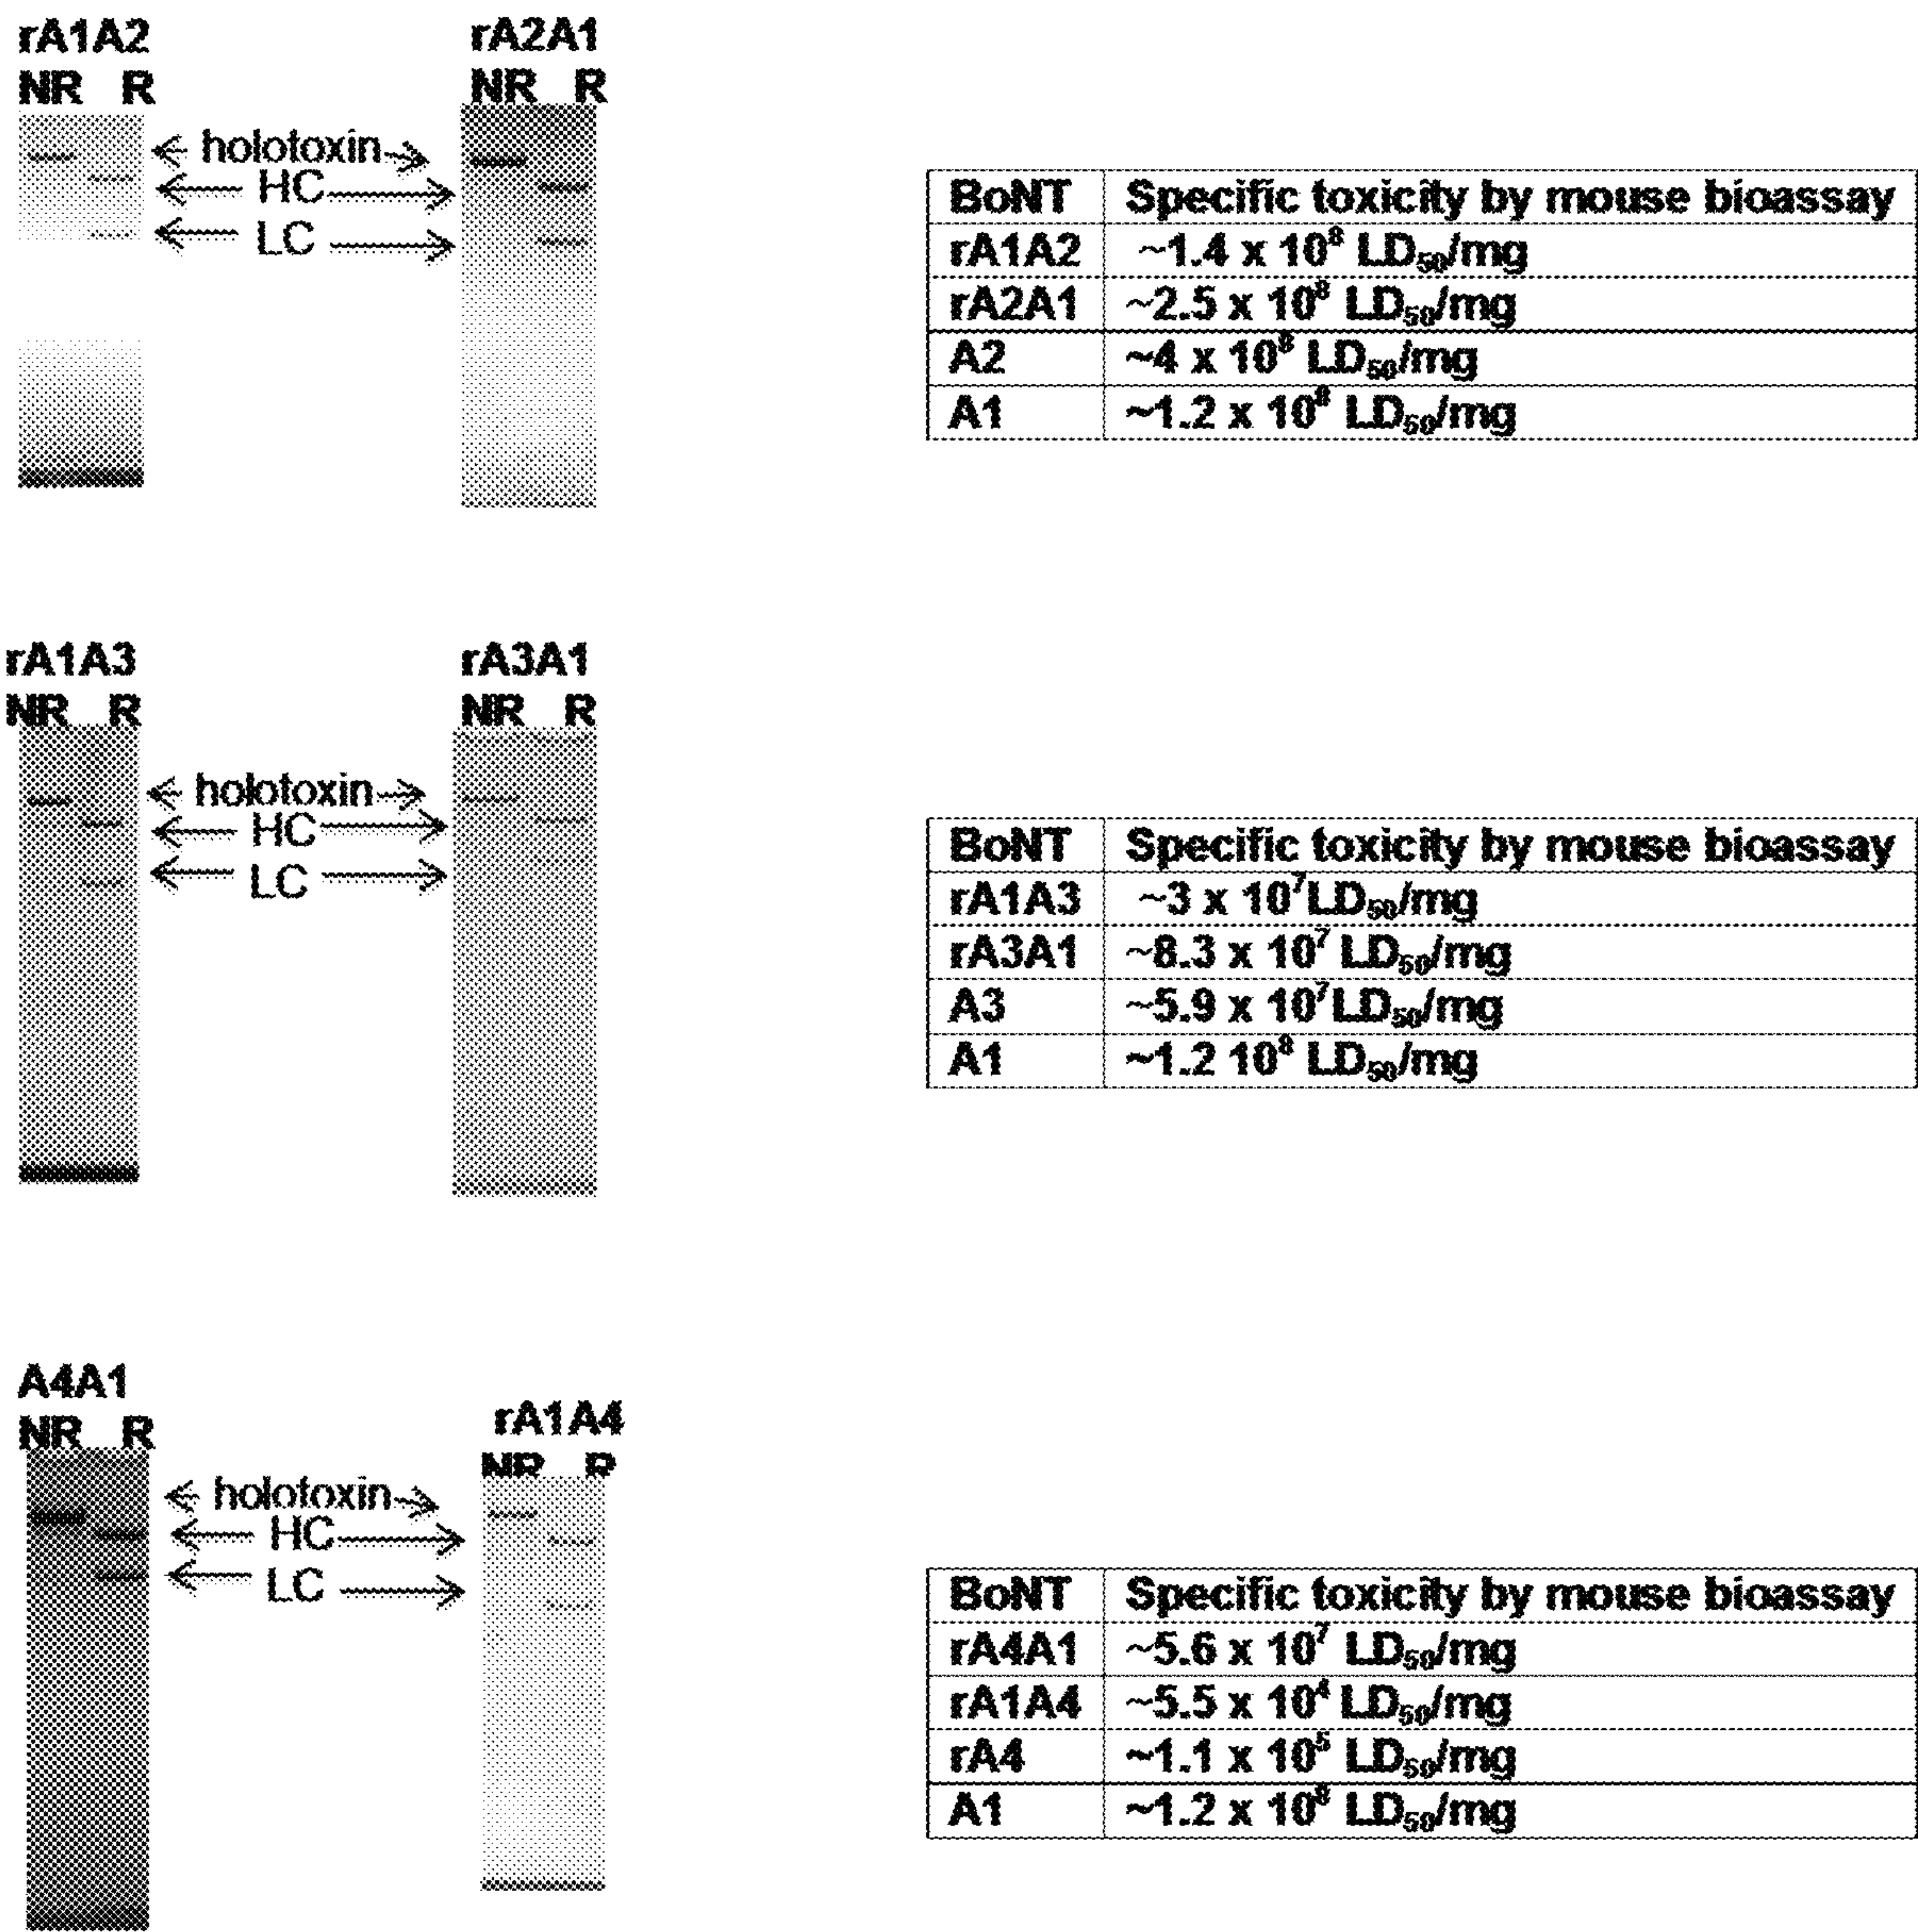 rA1A2
NR R
rA2A1
NR R
holotoxin
HC
LC
BoNT Specific toxicity by mouse bioassay
rA1A2 ~1.4 x 10⁸ LD₅₀/mg
rA2A1 ~2.5 x 10⁸ LD₅₀/mg
A2 ~4 x 10⁸ LD₅₀/mg
A1 ~1.2 x 10⁸ LD₅₀/mg
rA1A3
NR R
rA3A1
NR R
holotoxin
HC
LC
BoNT Specific toxicity by mouse bioassay
rA1A3 ~3 x 10⁷LD₅₀/mg
rA3A1 ~8.3 x 10⁷ LD₅₀/mg
A3 ~5.9 x 10⁷LD₅₀/mg
A1 ~1.2 10⁸ LD₅₀/mg
A4A1
NR R
rA1A4
NR R
holotoxin
HC
LC
BoNT Specific toxicity by mouse bioassay
rA4A1 ~5.6 x 10⁷ LD₅₀/mg
rA1A4 ~5.5 x 10⁴ LD₅₀/mg
rA4 ~1.1 x 10⁵ LD₅₀/mg
A1 ~1.2 x 10⁸ LD₅₀/mg